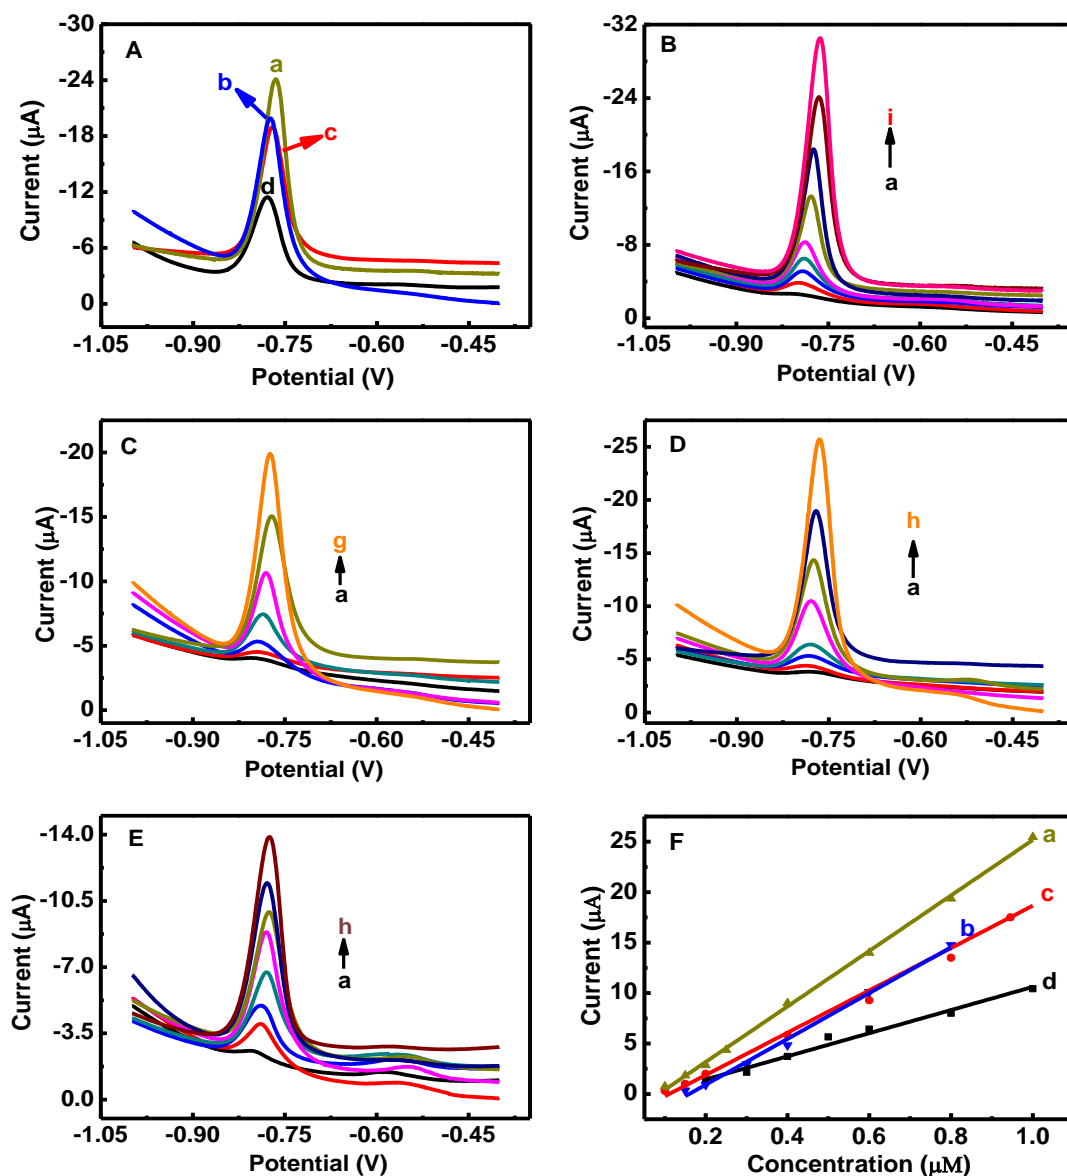 A
-30
-24
-18
-12
-6
0
Current (μA)
a
b
c
d
-1.05 -0.90 -0.75 -0.60 -0.45
Potential (V)
B
-32
-24
-16
-8
0
Current (μA)
i
a
-1.05 -0.90 -0.75 -0.60 -0.45
Potential (V)
C
-20
-15
-10
-5
0
Current (μA)
g
a
-1.05 -0.90 -0.75 -0.60 -0.45
Potential (V)
D
-25
-20
-15
-10
-5
0
Current (μA)
h
a
-1.05 -0.90 -0.75 -0.60 -0.45
Potential (V)
E
-14.0
-10.5
-7.0
-3.5
0.0
Current (μA)
h
a
-1.05 -0.90 -0.75 -0.60 -0.45
Potential (V)
F
25
20
15
10
5
0
Current (μA)
a
c
b
d
0.2 0.4 0.6 0.8 1.0
Concentration (μM)